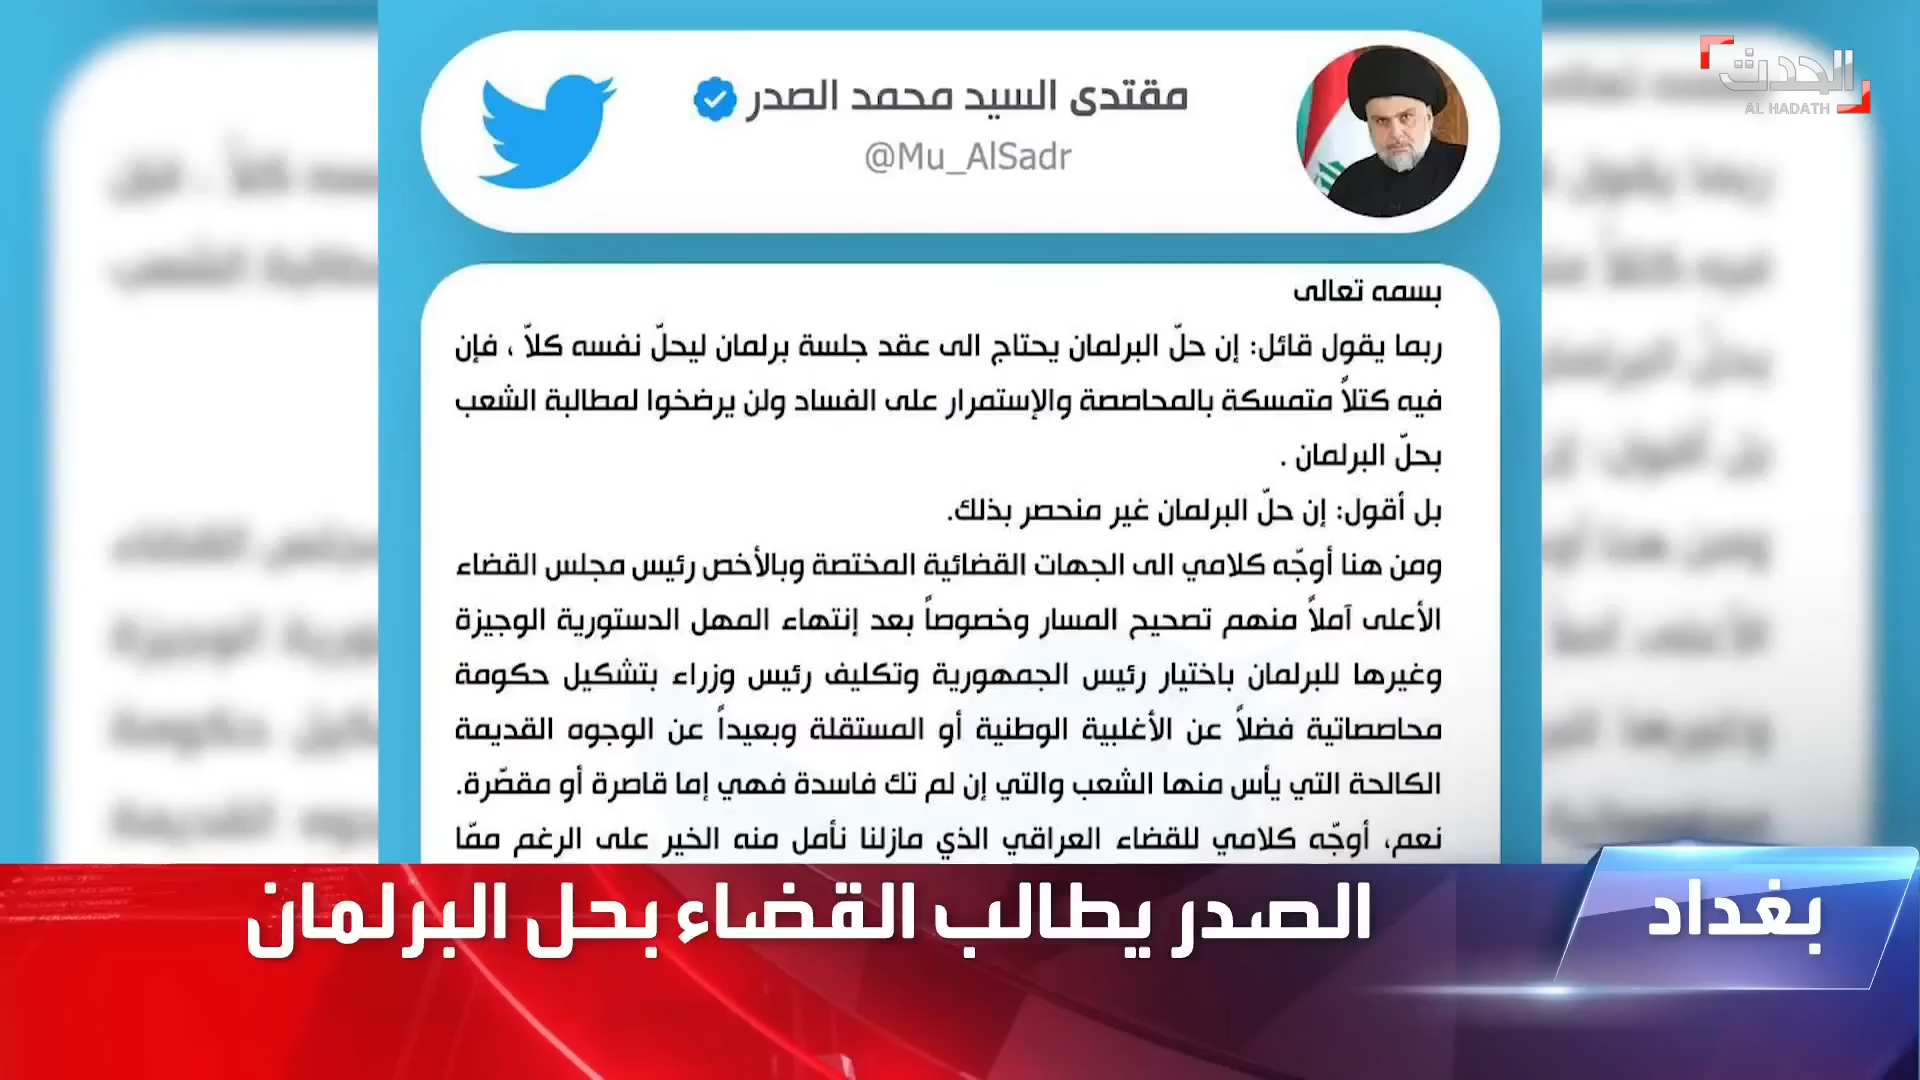 الحدث
AL HADATH
مقتدى السيد محمد الصدر
@Mu_AlSadr
بسمه تعالى
ربما يقول قائل: إن حلّ البرلمان يحتاج الى عقد جلسة برلمان ليحلّ نفسه كلاّ ، فإن
فيه كتلاً متمسكة بالمحاصصة والإستمرار على الفساد ولن يرضخوا لمطالبة الشعب
بحلّ البرلمان .
بل أقول: إن حلّ البرلمان غير منحصر بذلك.
ومن هنا أوجّه كلامي الى الجهات القضائية المختصة وبالأخص رئيس مجلس القضاء
الأعلى آملاً منهم تصحيح المسار وخصوصاً بعد إنتهاء المهل الدستورية الوجيزة
وغيرها للبرلمان باختيار رئيس الجمهورية وتكليف رئيس وزراء بتشكيل حكومة
محاصصاتية فضلاً عن الأغلبية الوطنية أو المستقلة وبعيداً عن الوجوه القديمة
الكالحة التي يأس منها الشعب والتي إن لم تك فاسدة فهي إما قاصرة أو مقصّرة.
نعم، أوجّه كلامي للقضاء العراقي الذي مازلنا نأمل منه الخير على الرغم ممّا
بغداد
الصدر يطالب القضاء بحل البرلمان